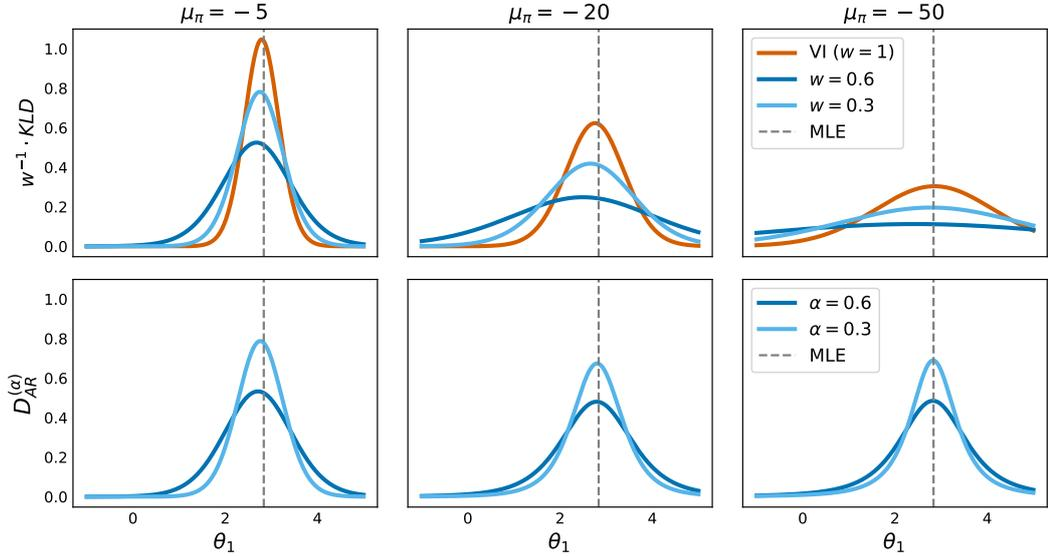 μπ = −5
μπ = −20
μπ = −50
w⁻¹ · KLD
1.0
0.8
0.6
0.4
0.2
0.0
VI (w = 1)
w = 0.6
w = 0.3
MLE
D_AR^(α)
1.0
0.8
0.6
0.4
0.2
0.0
α = 0.6
α = 0.3
MLE
0 2 4
0 2 4
0 2 4
θ₁
θ₁
θ₁